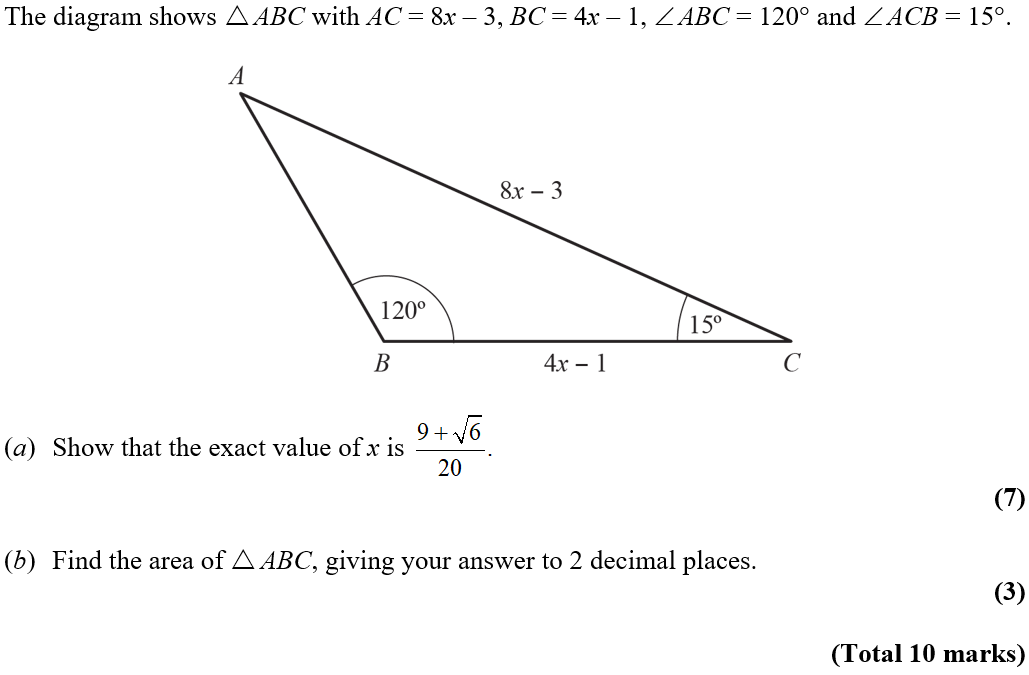 The diagram shows △ABC with AC = 8x – 3, BC = 4x – 1, ∠ABC = 120° and ∠ACB = 15°.
A
8x – 3
120º
15º
B
4x – 1
C
(a) Show that the exact value of x is (9 + √6)/20.
(7)
(b) Find the area of △ABC, giving your answer to 2 decimal places.
(3)
(Total 10 marks)